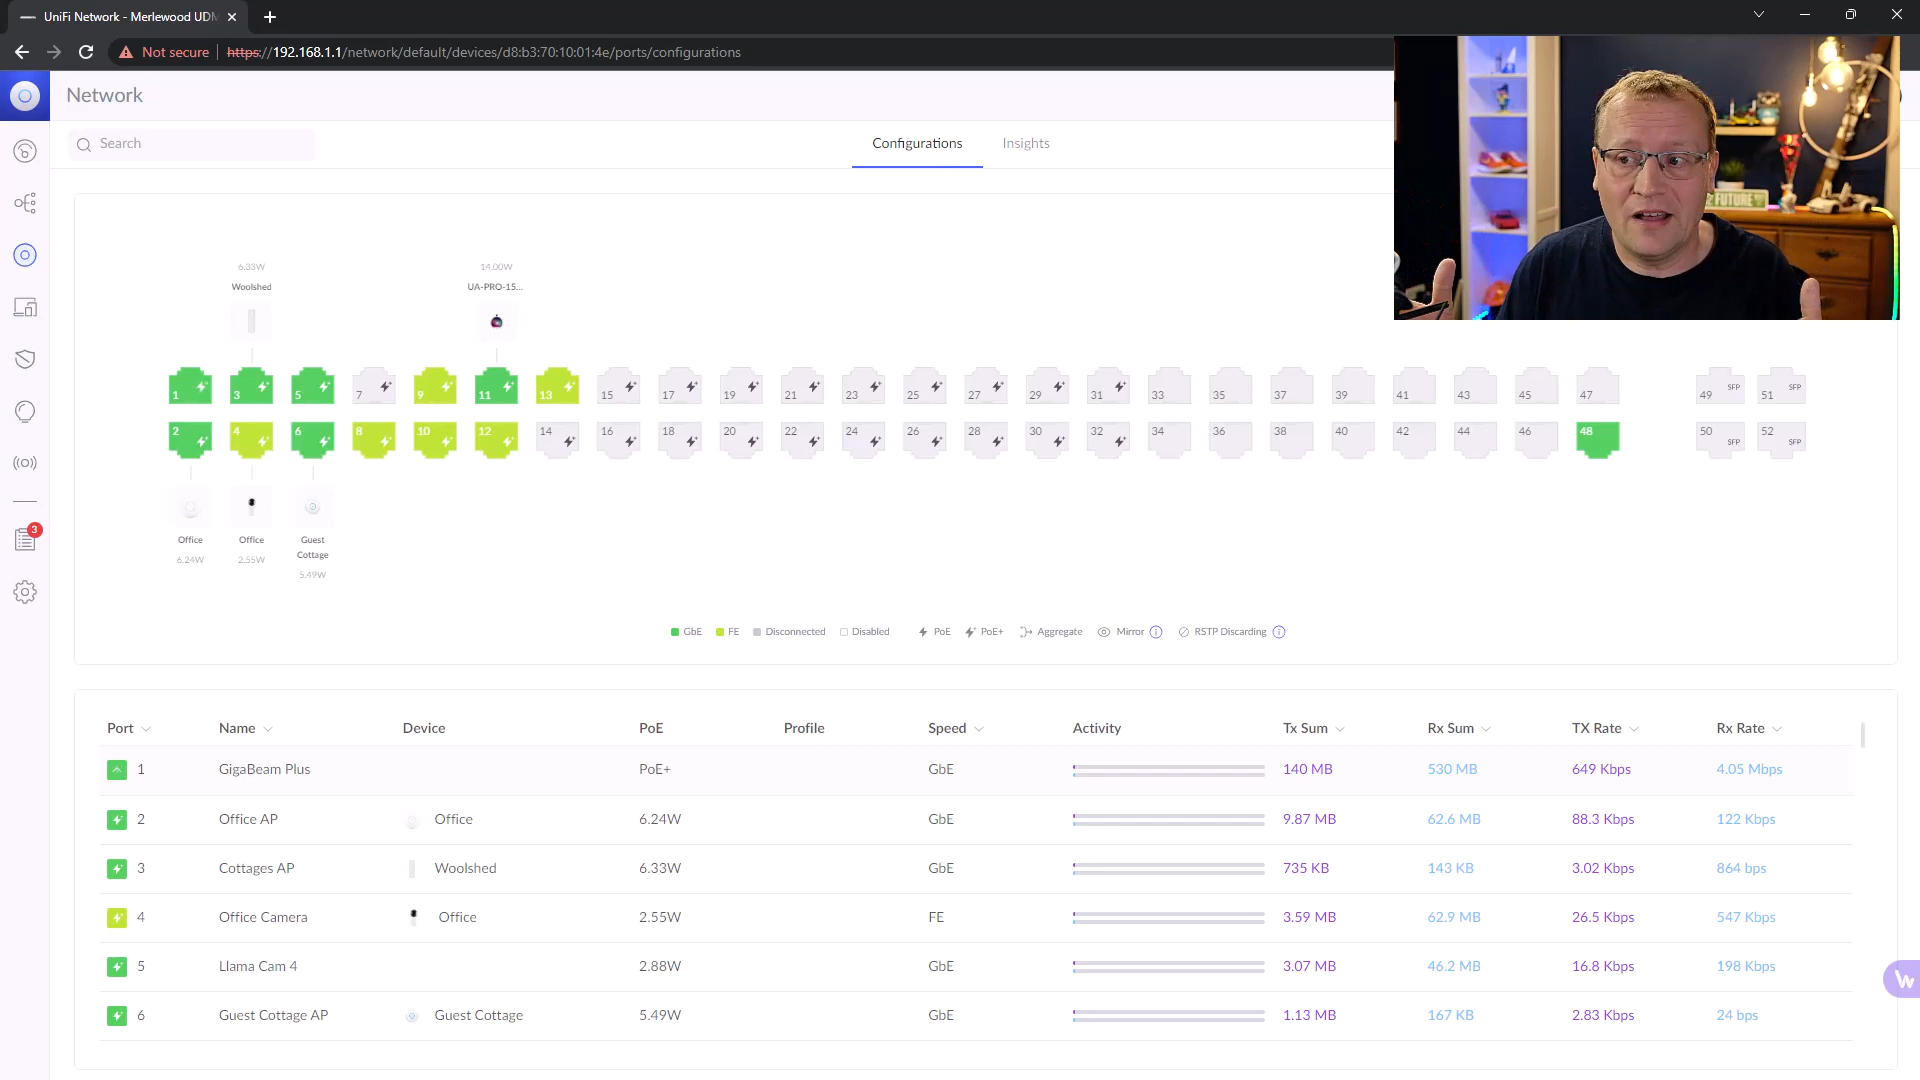 UniFi Network - Merlewood UDM
Not secure
https://192.168.1.1/network/default/devices/d8:b3:70:10:01:4e/ports/configurations
Network
Search
Configurations
Insights
FUTURE
6.33W
Woolshed
14.00W
UA-PRO-15...
1 3 5 7 9 11 13 15 17 19 21 23 25 27 29 31 33 35 37 39 41 43 45 47 49 SFP 51 SFP
2 4 6 8 10 12 14 16 18 20 22 24 26 28 30 32 34 36 38 40 42 44 46 48 50 SFP 52 SFP
Office
6.24W
Office
2.55W
Guest
Cottage
5.49W
3
GbE FE Disconnected Disabled PoE PoE+ Aggregate Mirror RSTP Discarding
Port Name Device PoE Profile Speed Activity Tx Sum Rx Sum TX Rate Rx Rate
1 GigaBeam Plus PoE+ GbE 140 MB 530 MB 649 Kbps 4.05 Mbps
2 Office AP Office 6.24W GbE 9.87 MB 62.6 MB 88.3 Kbps 122 Kbps
3 Cottages AP Woolshed 6.33W GbE 735 KB 143 KB 3.02 Kbps 864 bps
4 Office Camera Office 2.55W FE 3.59 MB 62.9 MB 26.5 Kbps 547 Kbps
5 Llama Cam 4 2.88W GbE 3.07 MB 46.2 MB 16.8 Kbps 198 Kbps
6 Guest Cottage AP Guest Cottage 5.49W GbE 1.13 MB 167 KB 2.83 Kbps 24 bps